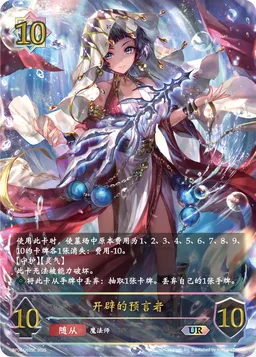 10
使用此卡时，使墓场中原本费用为1、2、3、4、5、6、7、8、9、
10的卡牌各1张消失：费用-10。
【守护】【灵气】
此卡无法被能力破坏。
将此卡从手牌中丢弃：抽取1张卡牌。丢弃自己的1张手牌。
开辟的预言者
10
随从 魔法师
UR
10